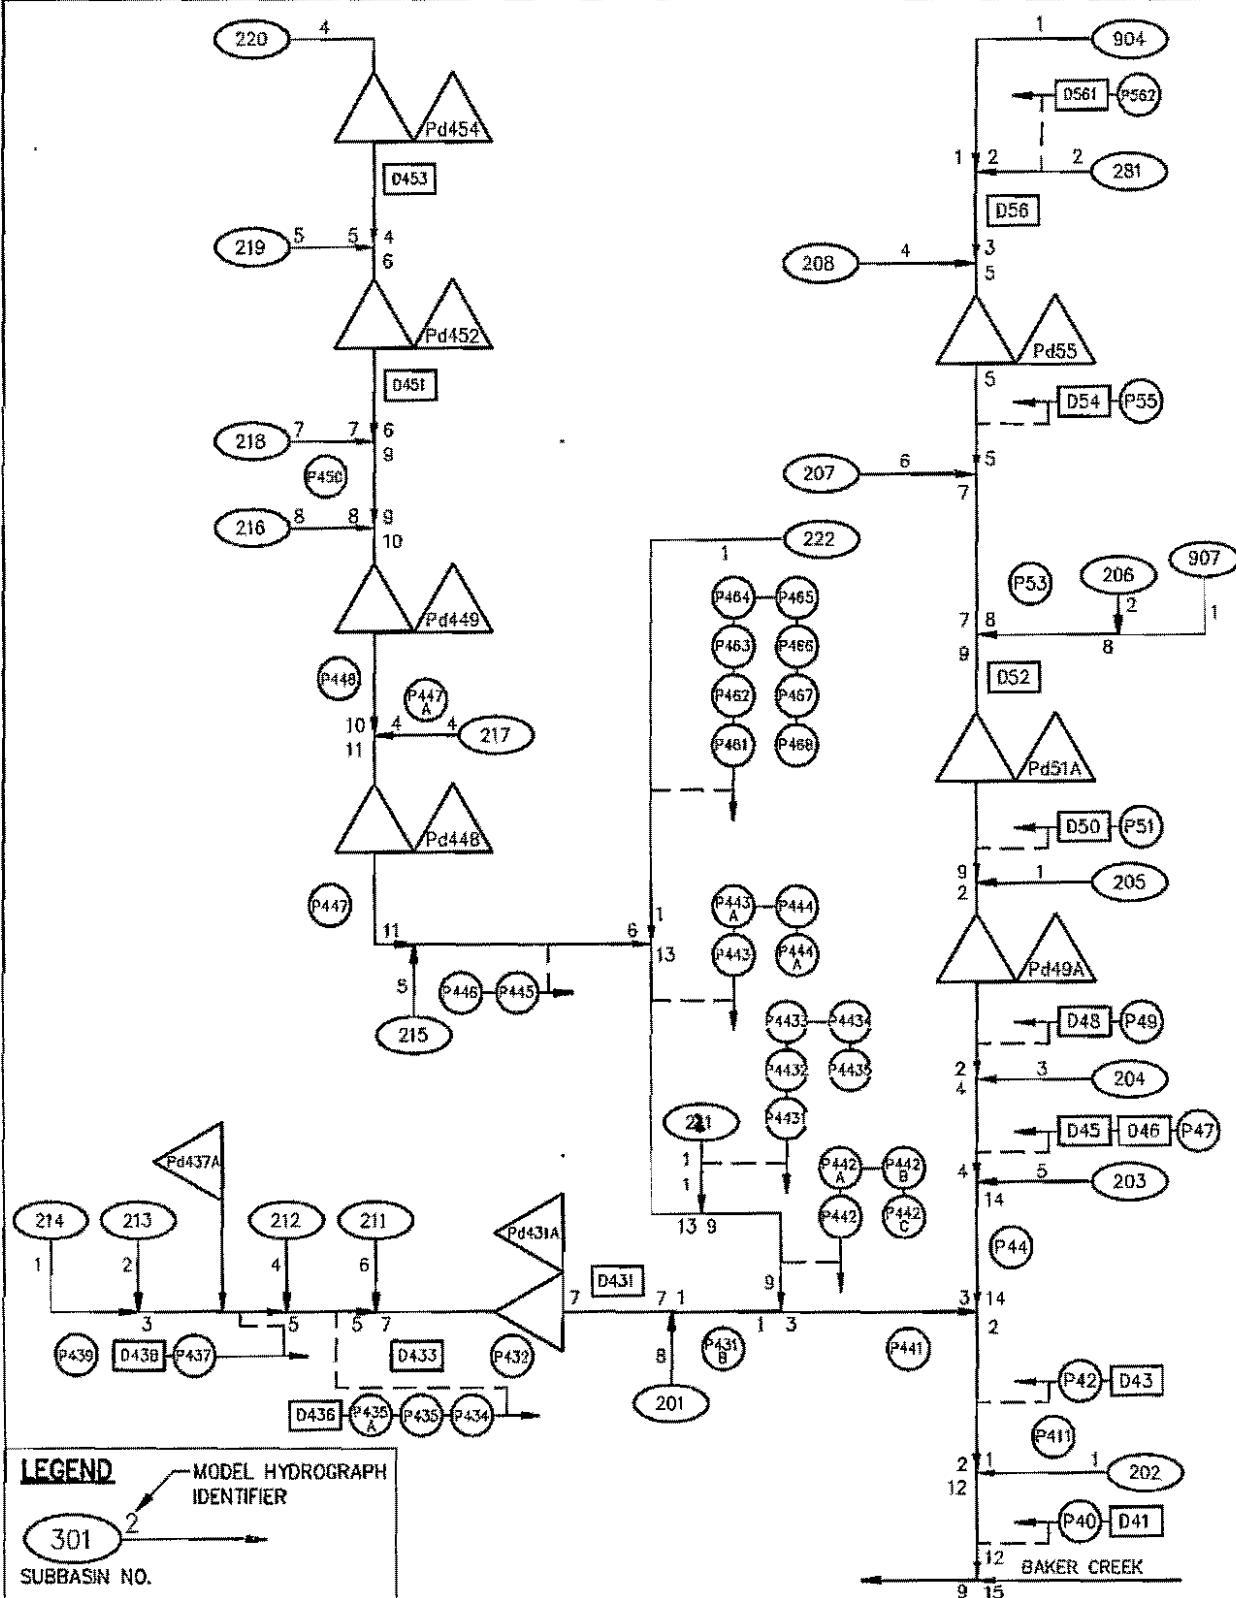 220
4
1
904
D561
P562
Pd454
1
2
2
281
D453
D56
219
5
5
4
6
208
4
3
5
Pd452
Pd55
D451
5
D54
P55
218
7
7
6
9
P450
207
6
5
7
216
8
8
9
10
222
1
907
P53
206
P464
P465
2
1
Pd449
7
8
9
8
P463
P466
D52
P448
P447
A
P462
P467
10
11
4
4
217
P461
P468
Pd51A
Pd448
D50
P51
9
2
1
205
P447
P443
A
P444
1
11
6
13
P443
P444
A
Pd49A
5
P446
P445
215
P4433
P4434
D48
P49
P4432
P4435
2
4
3
204
P4431
221
D45
D46
P47
Pd437A
1
P442
A
P442
B
4
5
203
14
1
214
213
212
211
P442
P442
C
13
9
Pd431A
P44
1
2
4
6
D431
9
3
5
5
7
7
7
1
1
3
3
14
2
P439
D438
P437
D433
P432
8
P431
B
P441
P42
D43
D436
P435
A
P435
P434
201
P411
2
1
1
202
12
LEGEND
MODEL HYDROGRAPH
IDENTIFIER
2
301
P40
D41
SUBBASIN NO.
12
BAKER CREEK
9
15